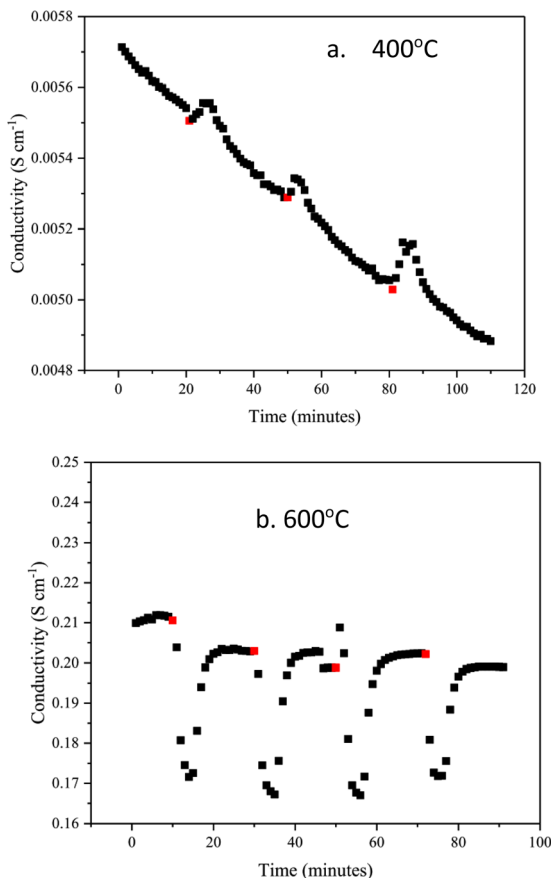 a. 400°C
0.0058
0.0056
0.0054
0.0052
0.0050
0.0048
Conductivity (S cm⁻¹)
0 20 40 60 80 100 120
Time (minutes)
b. 600°C
0.25
0.24
0.23
0.22
0.21
0.20
0.19
0.18
0.17
0.16
Conductivity (S cm⁻¹)
0 20 40 60 80 100
Time (minutes)